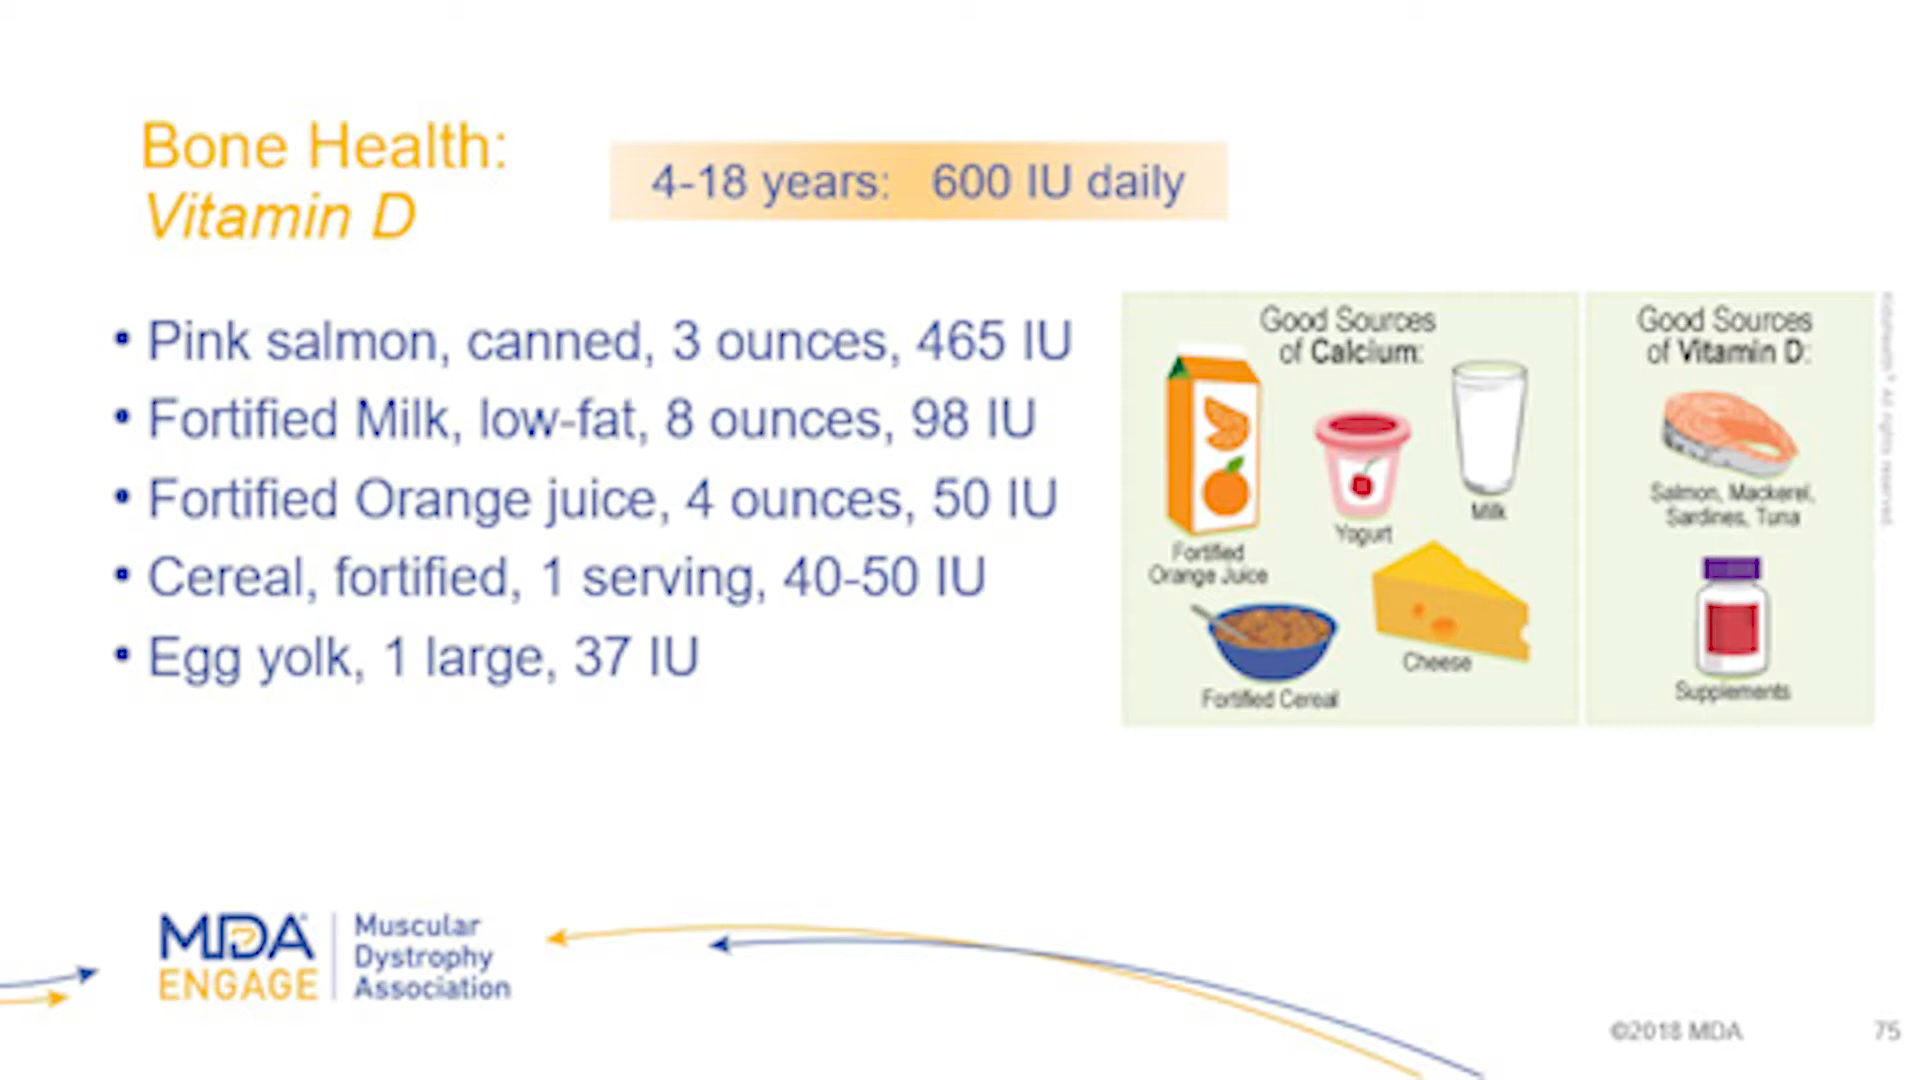 Bone Health:
Vitamin D
4-18 years: 600 IU daily
• Pink salmon, canned, 3 ounces, 465 IU
• Fortified Milk, low-fat, 8 ounces, 98 IU
• Fortified Orange juice, 4 ounces, 50 IU
• Cereal, fortified, 1 serving, 40-50 IU
• Egg yolk, 1 large, 37 IU
Good Sources
of Calcium:
Fortified
Orange Juice
Yogurt
Milk
Fortified Cereal
Cheese
Good Sources
of Vitamin D:
Salmon, Mackerel,
Sardines, Tuna
Supplements
All rights reserved.
MDA
ENGAGE
Muscular
Dystrophy
Association
©2018 MDA
75